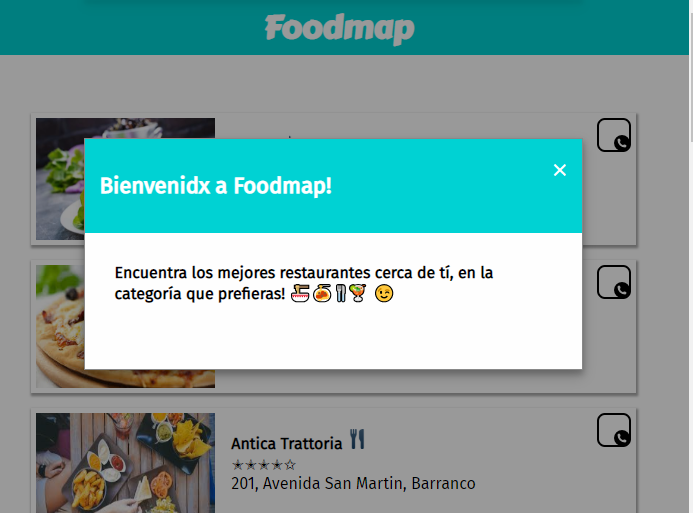 Foodmap
Bienvenidx a Foodmap!
×
Encuentra los mejores restaurantes cerca de tí, en la
categoría que prefieras! 🍜🍝🍴🍹 😉
Antica Trattoria 🍴
★★★★☆
201, Avenida San Martin, Barranco